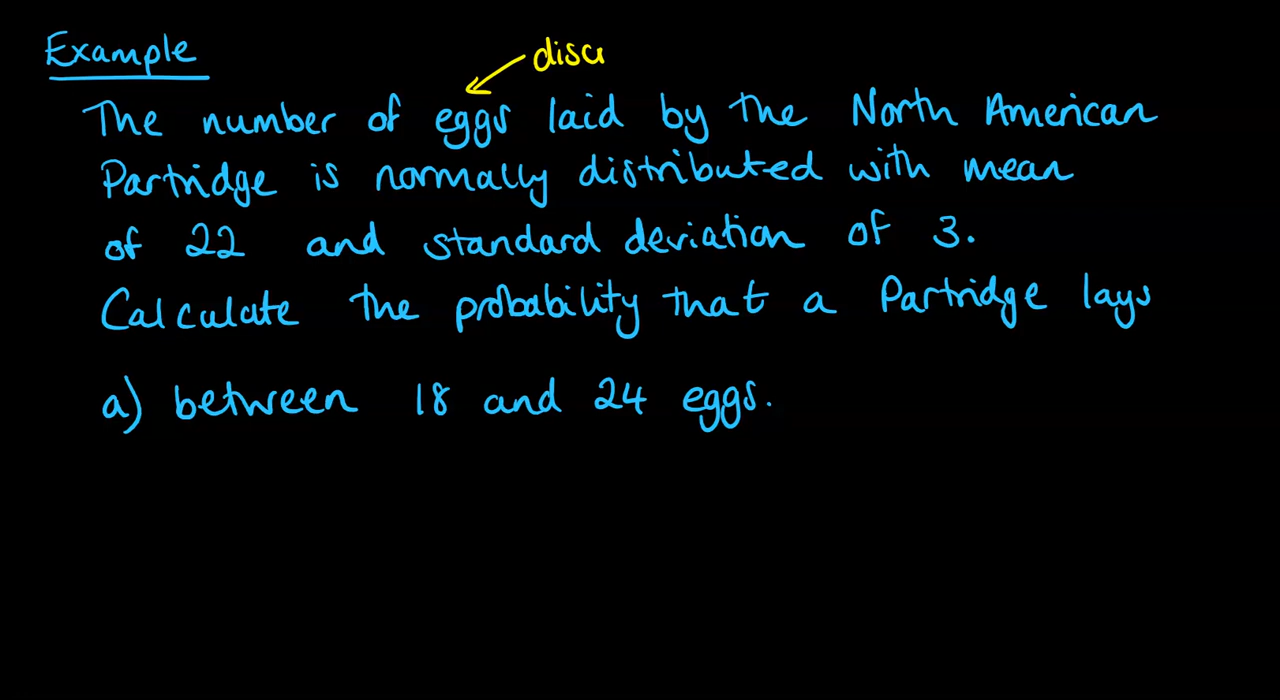 Example
disc
The number of eggs laid by the North American
Partridge is normally distributed with mean
of 22 and standard deviation of 3.
Calculate the probability that a Partridge lays
a) between 18 and 24 eggs.